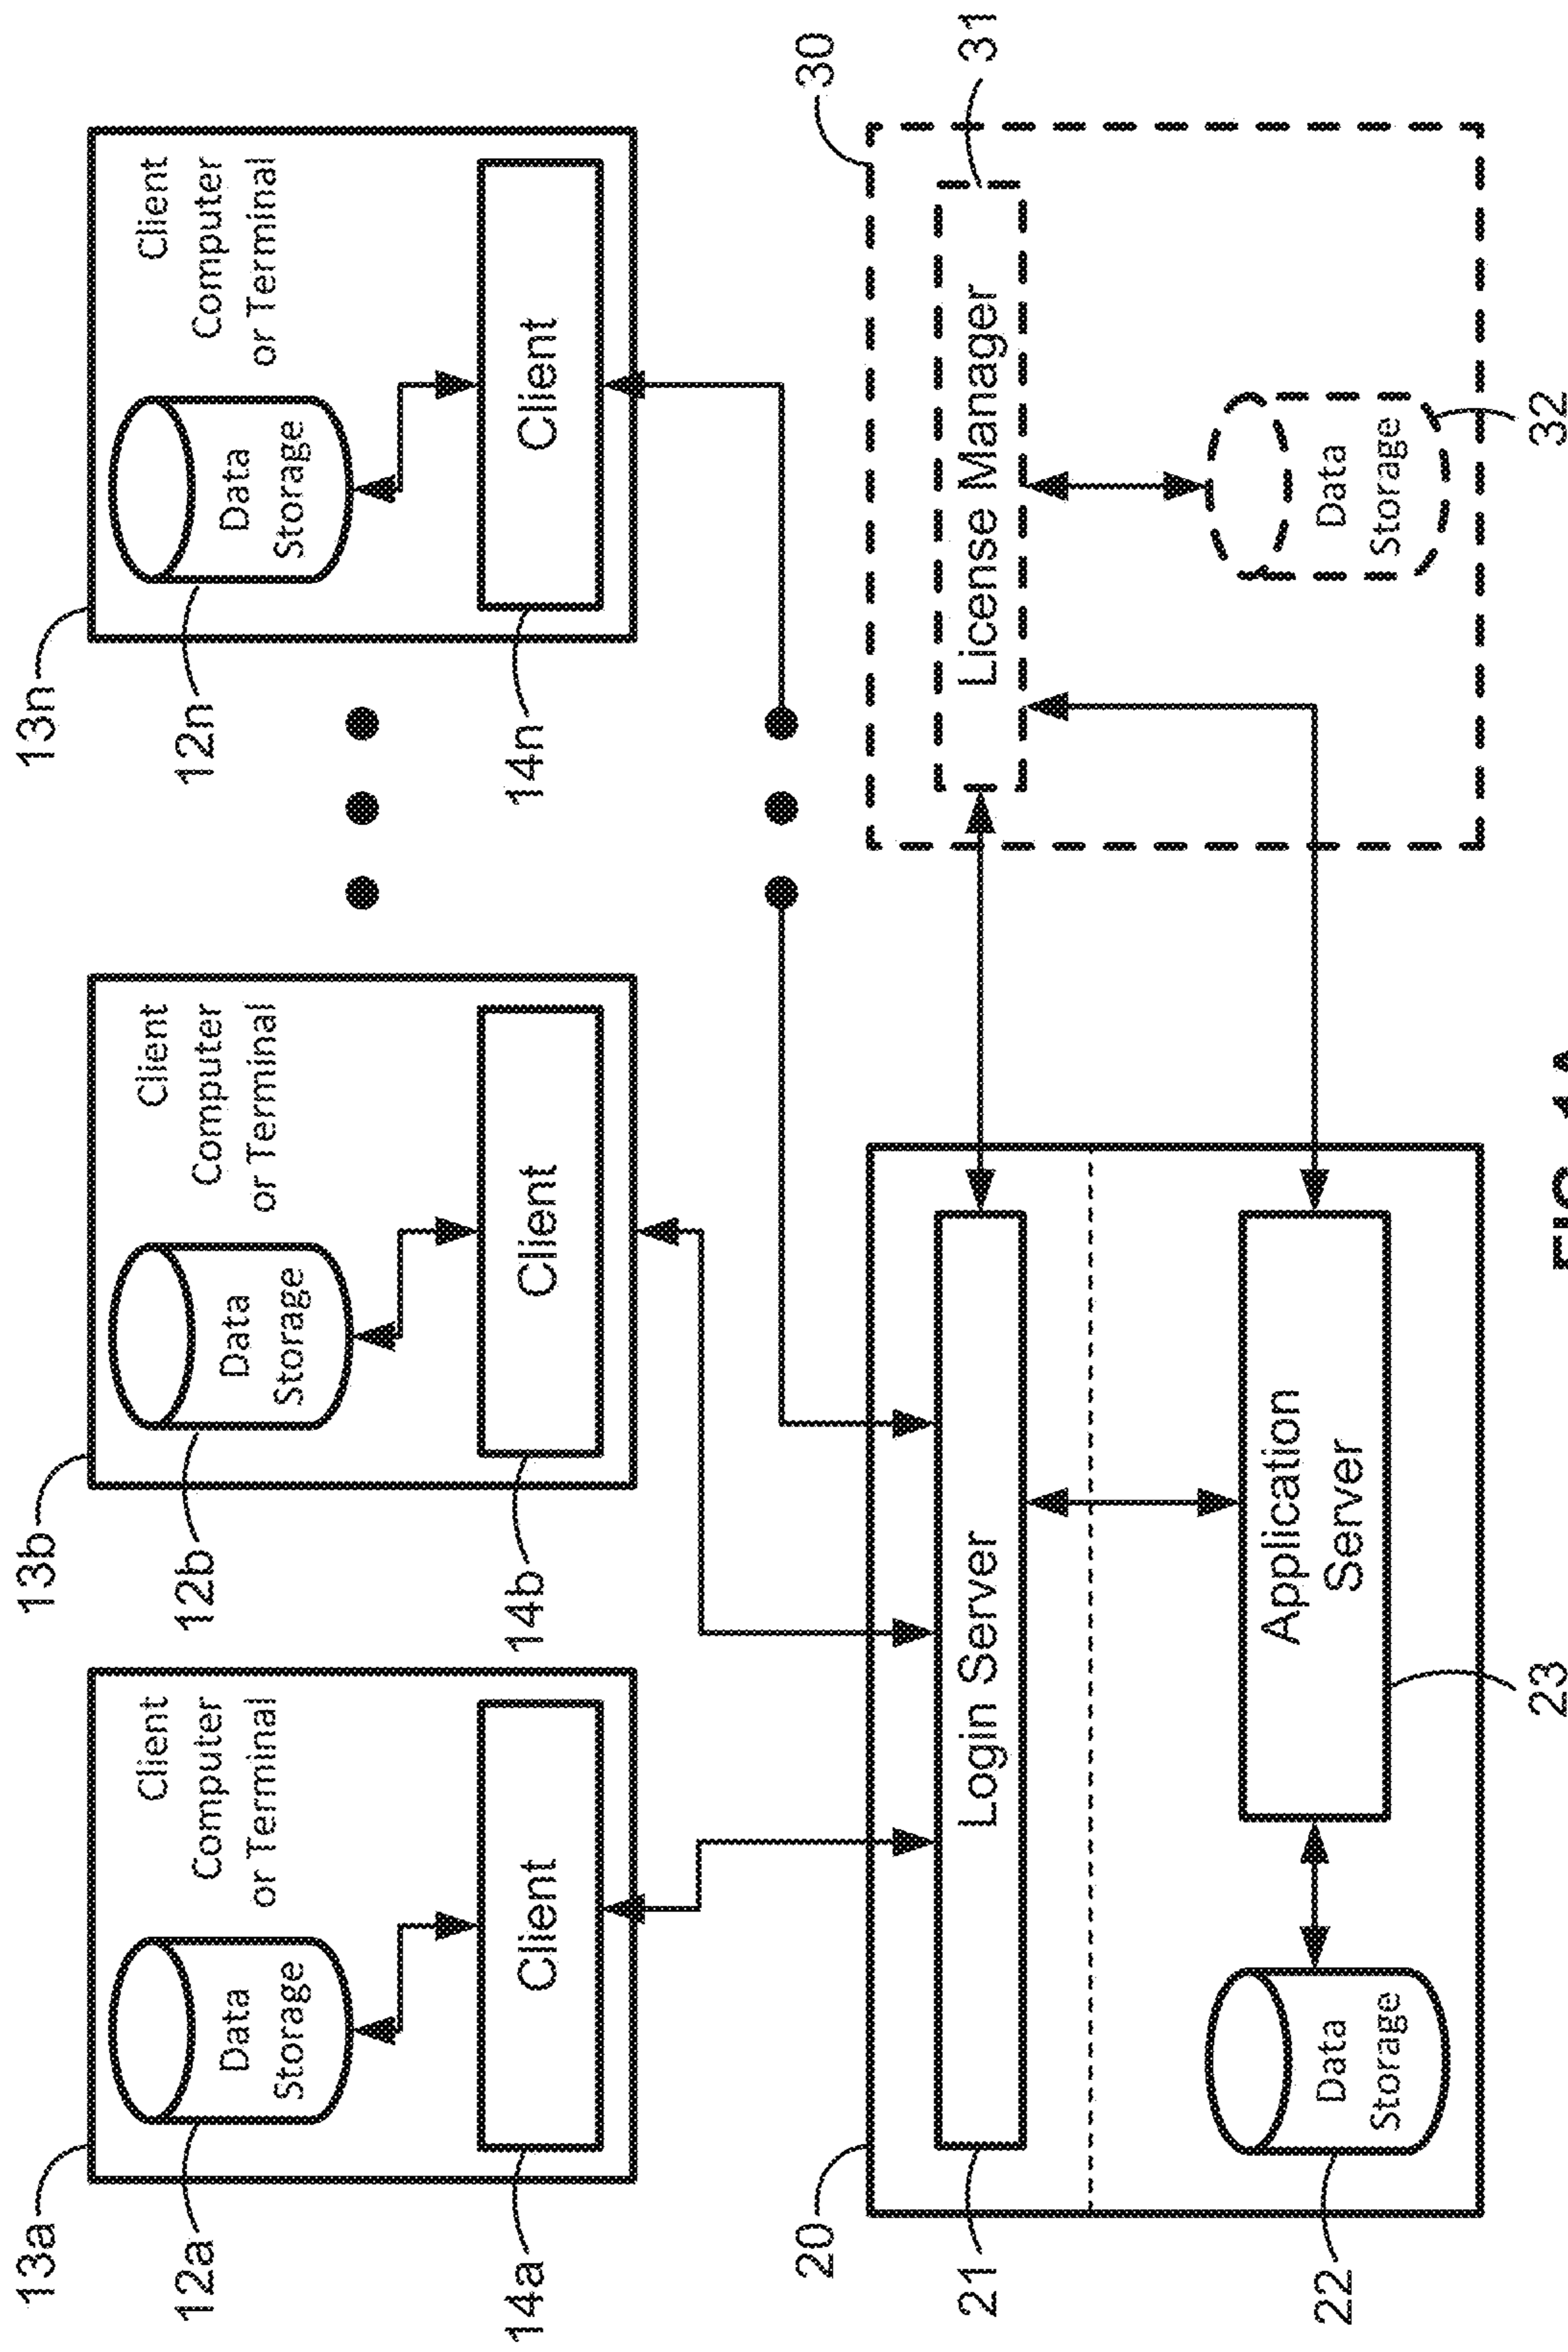 13a
12a
14a
Data
Storage
Client
Computer
or Terminal
Client
13b
12b
14b
Data
Storage
Client
Computer
or Terminal
Client
13n
12n
14n
Data
Storage
Client
Computer
or Terminal
Client
20
21
Login Server
22
Data
Storage
Application
Server
23
30
31
License Manager
Data
Storage
32
FIG. 1A